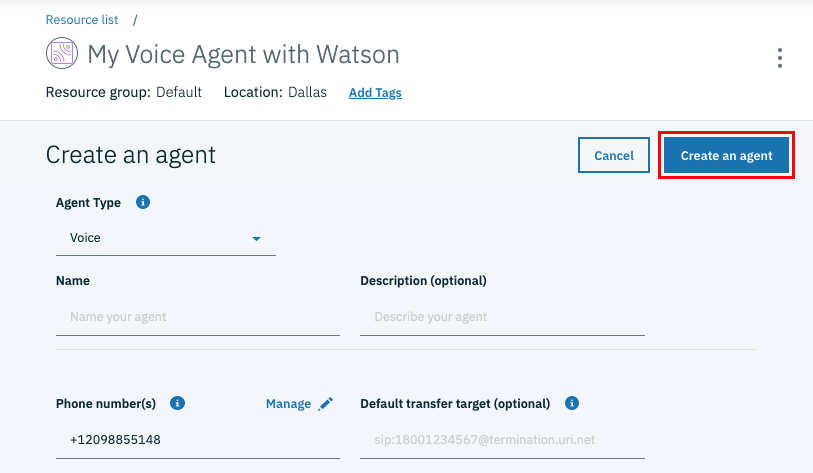 Resource list /
My Voice Agent with Watson
Resource group: Default Location: Dallas Add Tags
Create an agent
Cancel
Create an agent
Agent Type
Voice
Name
Description (optional)
Name your agent
Describe your agent
Phone number(s)
Manage
Default transfer target (optional)
+12098855148
sip:18001234567@termination.uri.net